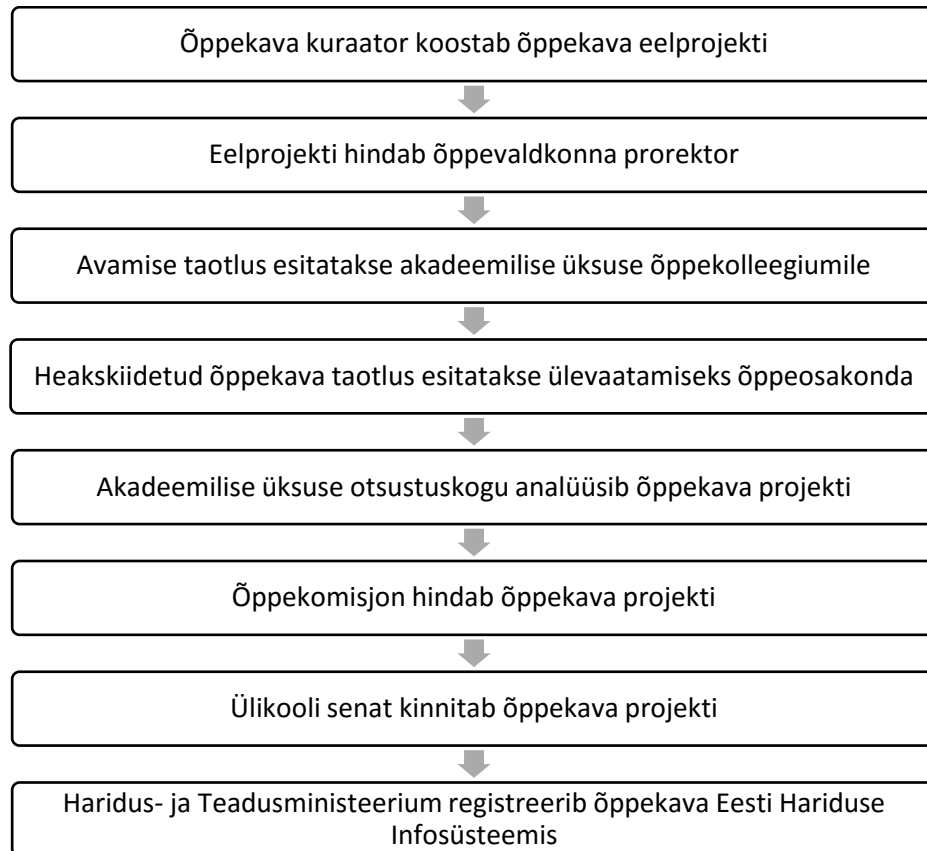 Õppekava kuraator koostab õppekava eelprojekti
Eelprojekti hindab õppevaldkonna prorektor
Avamise taotlus esitatakse akadeemilise üksuse õppekolleegiumile
Heakskiidetud õppekava taotlus esitatakse ülevaatamiseks õppeosakonda
Akadeemilise üksuse otsustuskogu analüüsib õppekava projekti
Õppekomisjon hindab õppekava projekti
Ülikooli senat kinnitab õppekava projekti
Haridus- ja Teadusministeerium registreerib õppekava Eesti Hariduse
Infosüsteemis